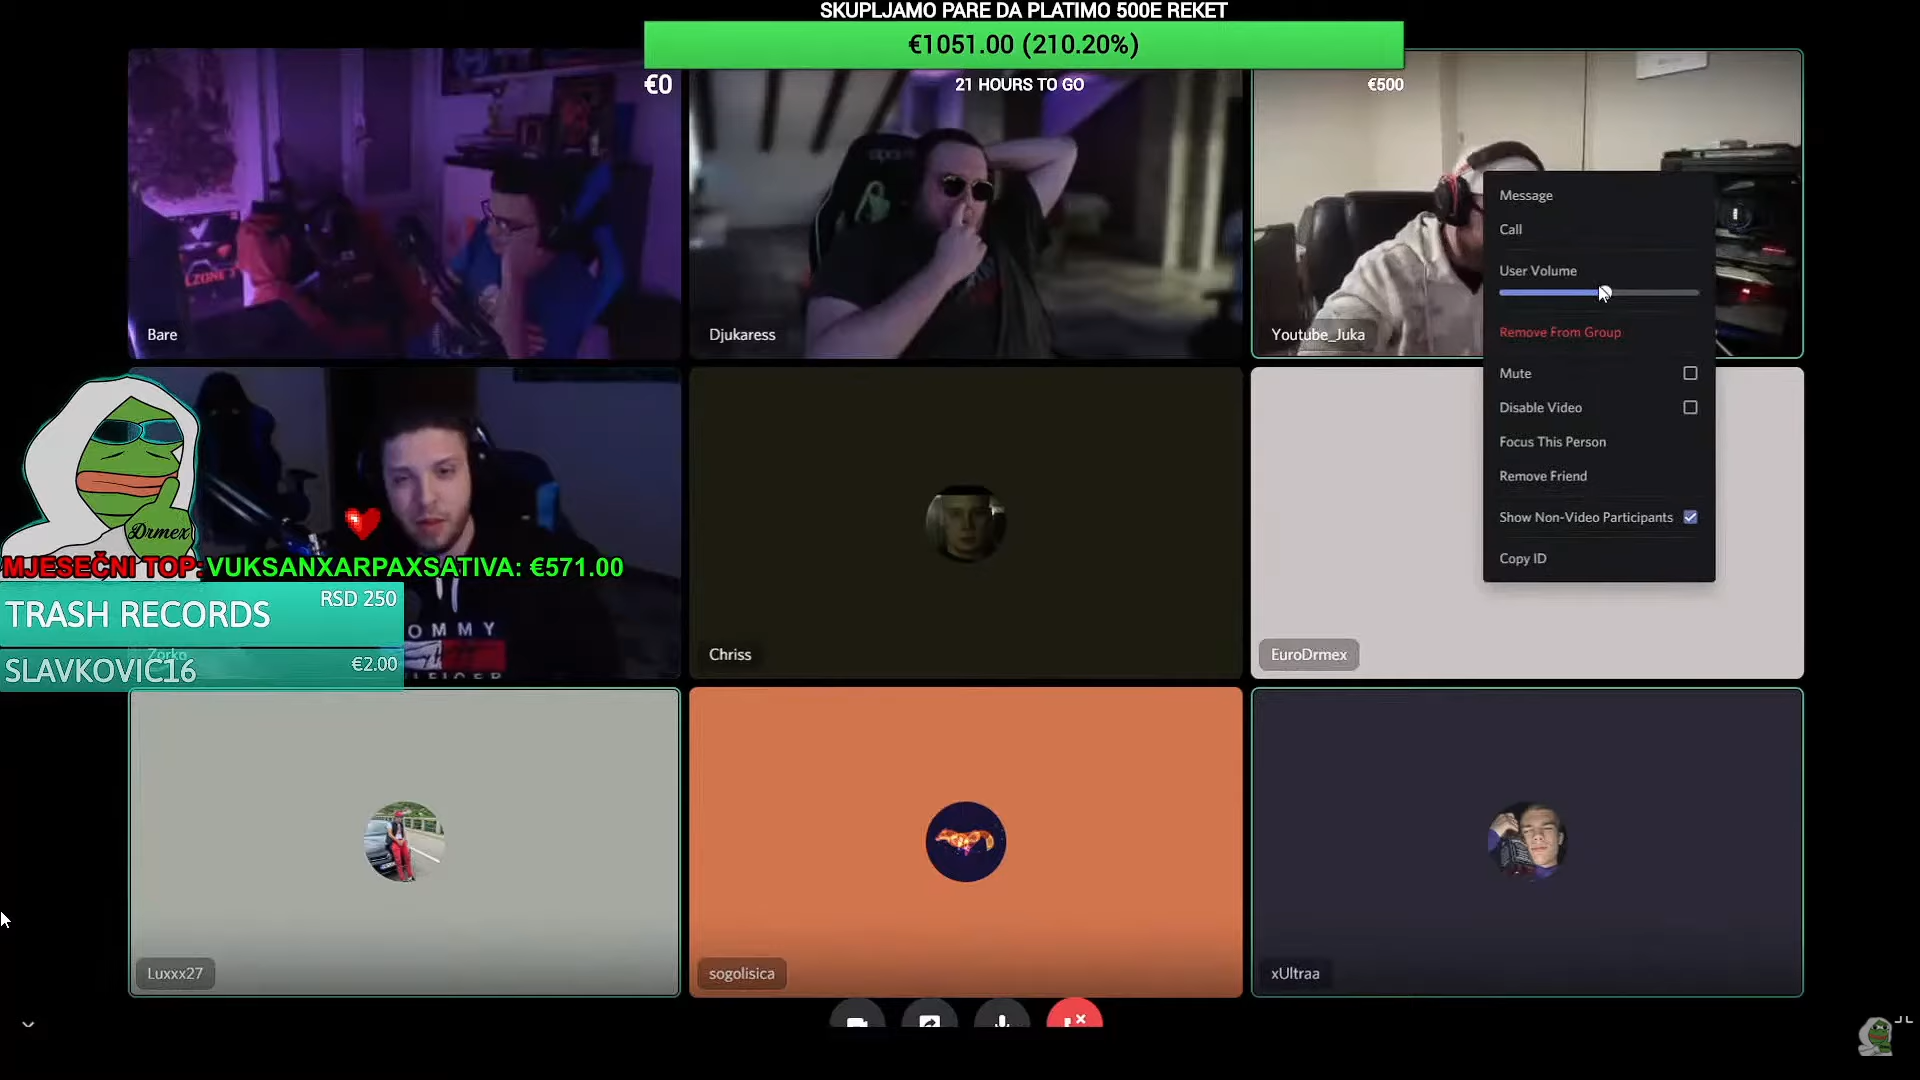 SKUPLJAMO PARE DA PLATIMO 500E REKET
€1051.00 (210.20%)
€0
21 HOURS TO GO
€500
Bare
Djukaress
Youtube_Juka
Message
Call
User Volume
Remove From Group
Mute
Disable Video
Focus This Person
Remove Friend
Show Non-Video Participants
Copy ID
Drmex
MJESEČNI TOP:VUKSANXARPAXSATIVA: €571.00
TRASH RECORDS RSD 250
Zorko
SLAVKOVIC16 €2.00
OMMY
Chriss
EuroDrmex
Luxxx27
sogolisica
xUltraa